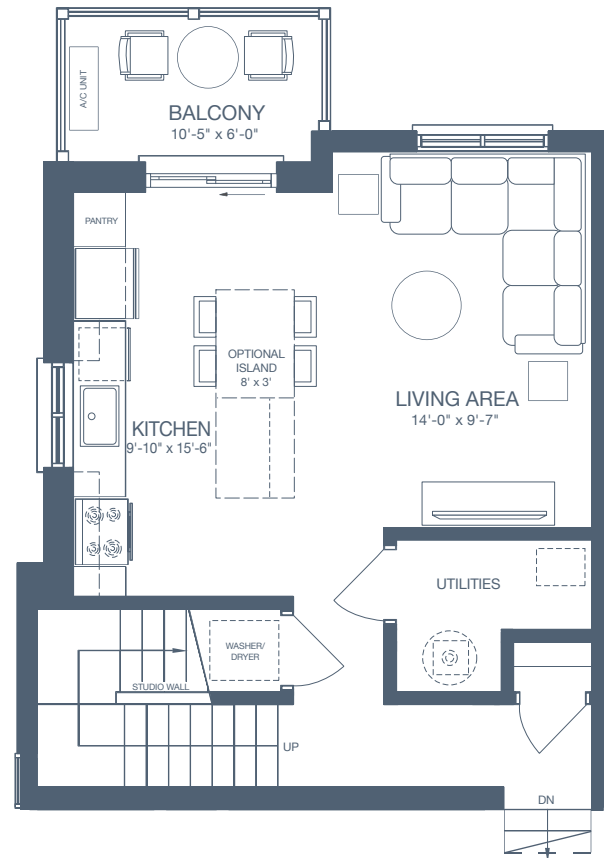 A/C UNIT
BALCONY
10'-5" x 6'-0"
PANTRY
OPTIONAL
ISLAND
8' x 3'
LIVING AREA
14'-0" x 9'-7"
KITCHEN
9'-10" x 15'-6"
UTILITIES
WASHER/
DRYER
STUDIO WALL
UP
DN